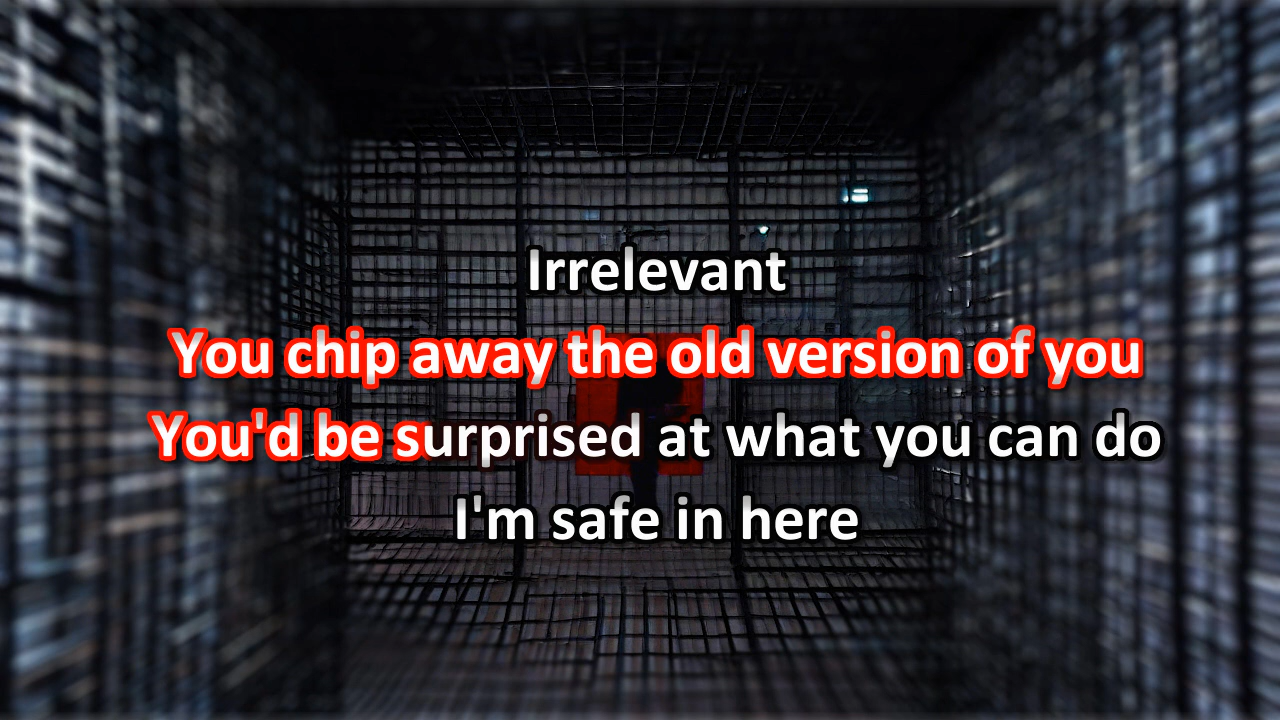 Irrelevant
You chip away the old version of you
You'd be surprised at what you can do
I'm safe in here